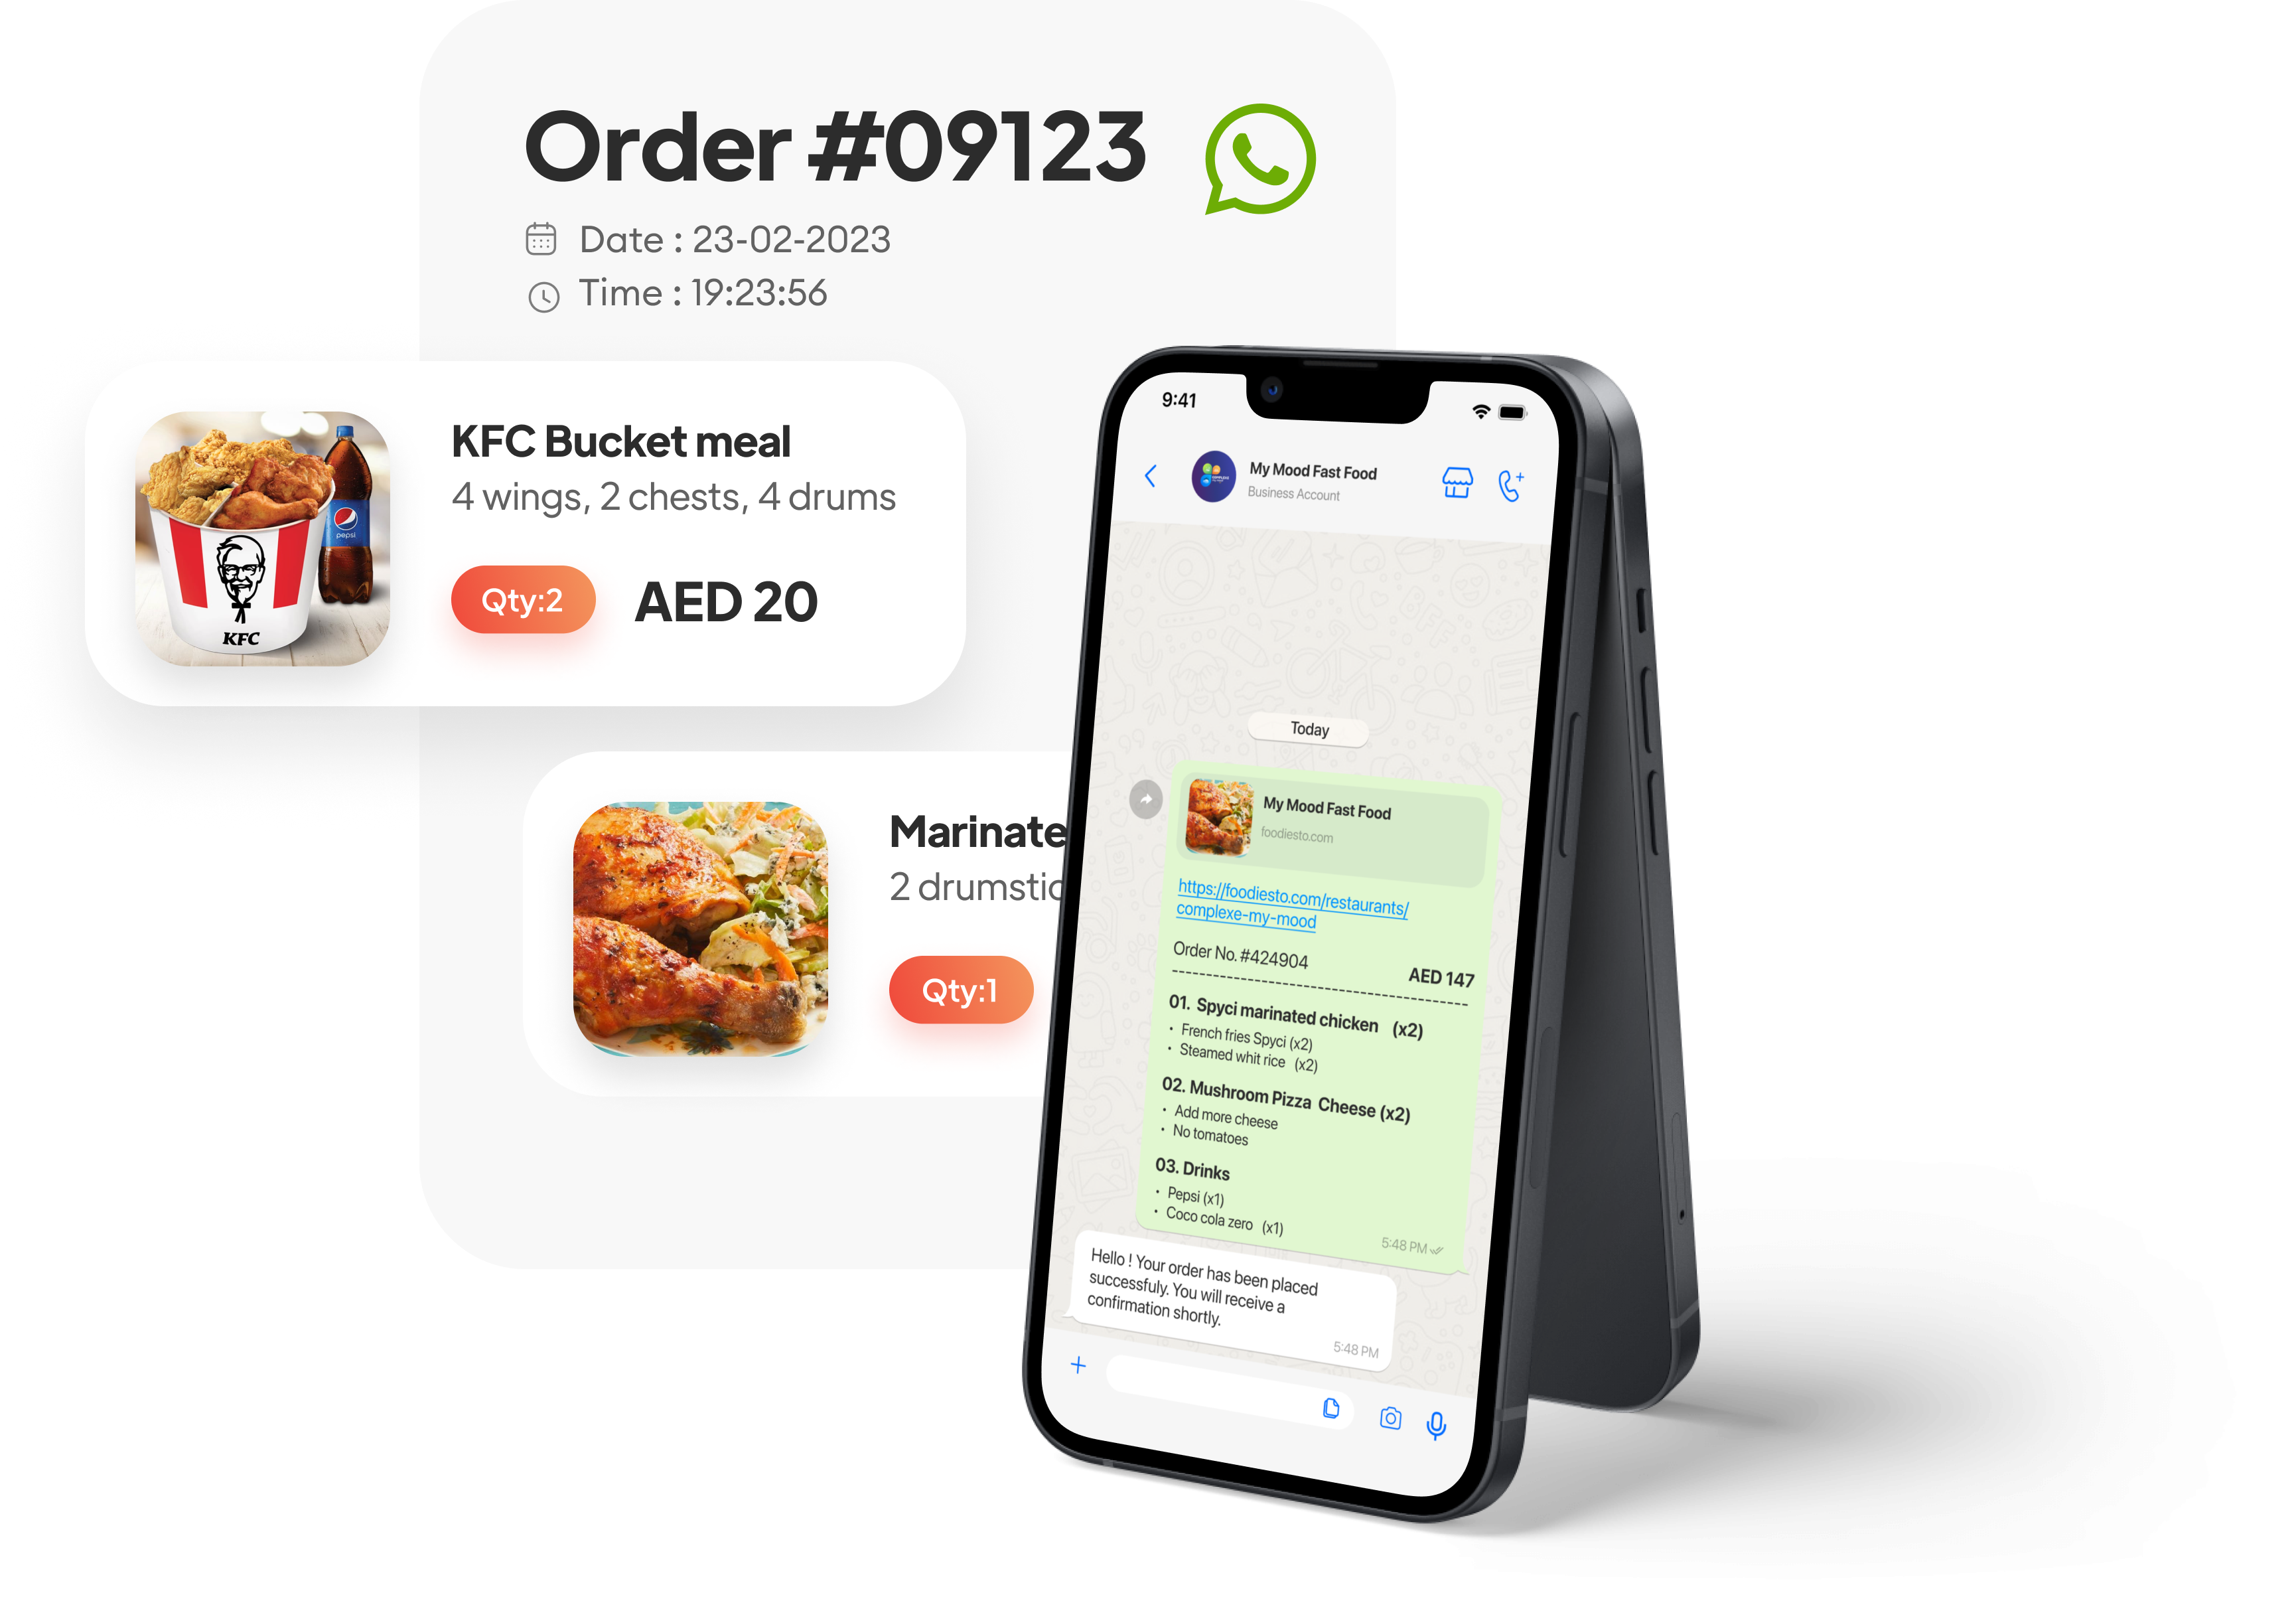 Order #09123
Date : 23-02-2023
Time : 19:23:56
KFC Bucket meal
4 wings, 2 chests, 4 drums
Qty:2
AED 20
pepsi
KFC
Marinate
2 drumstic
Qty:1
9:41
My Mood Fast Food
Business Account
Today
My Mood Fast Food
foodiesto.com
https://foodiesto.com/restaurants/
complexe-my-mood
Order No. #424904
AED 147
01. Spyci marinated chicken (x2)
• French fries Spyci (x2)
• Steamed whit rice (x2)
02. Mushroom Pizza Cheese (x2)
• Add more cheese
• No tomatoes
03. Drinks
• Pepsi (x1)
• Coco cola zero (x1)
5:48 PM
Hello ! Your order has been placed
successfuly. You will receive a
confirmation shortly.
5:48 PM